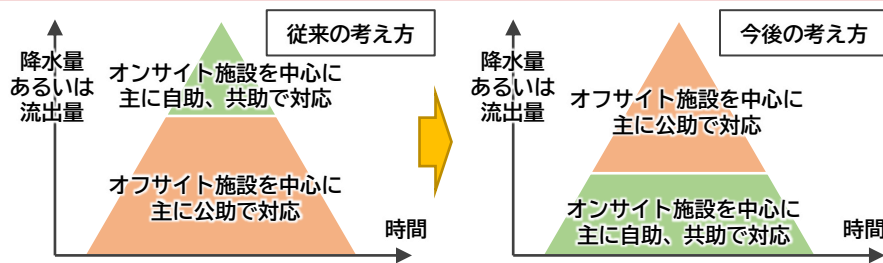 従来の考え方
降水量
あるいは
流出量
オンサイト施設を中心に
主に自助、共助で対応
オフサイト施設を中心に
主に公助で対応
時間
今後の考え方
降水量
あるいは
流出量
オフサイト施設を中心に
主に公助で対応
オンサイト施設を中心に
主に自助、共助で対応
時間